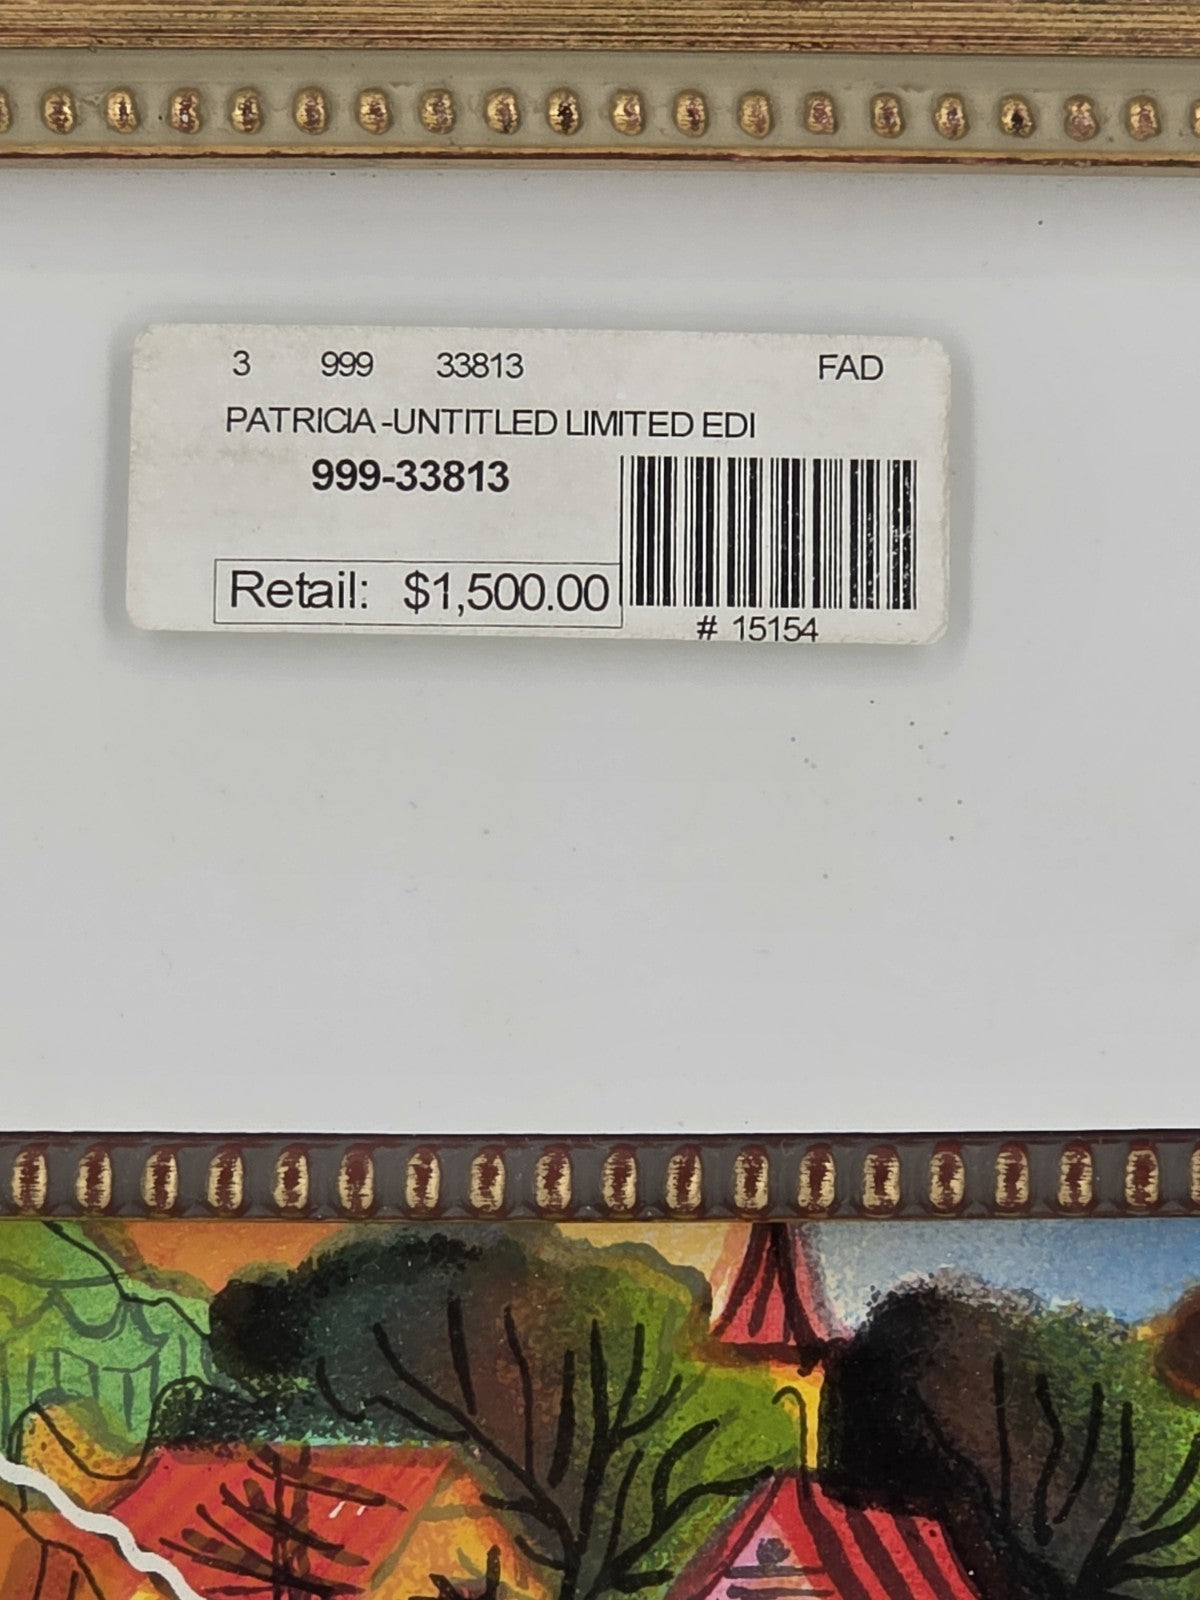 3 999 33813 FAD
PATRICIA -UNTITLED LIMITED EDI
999-33813
Retail: $1,500.00
# 15154